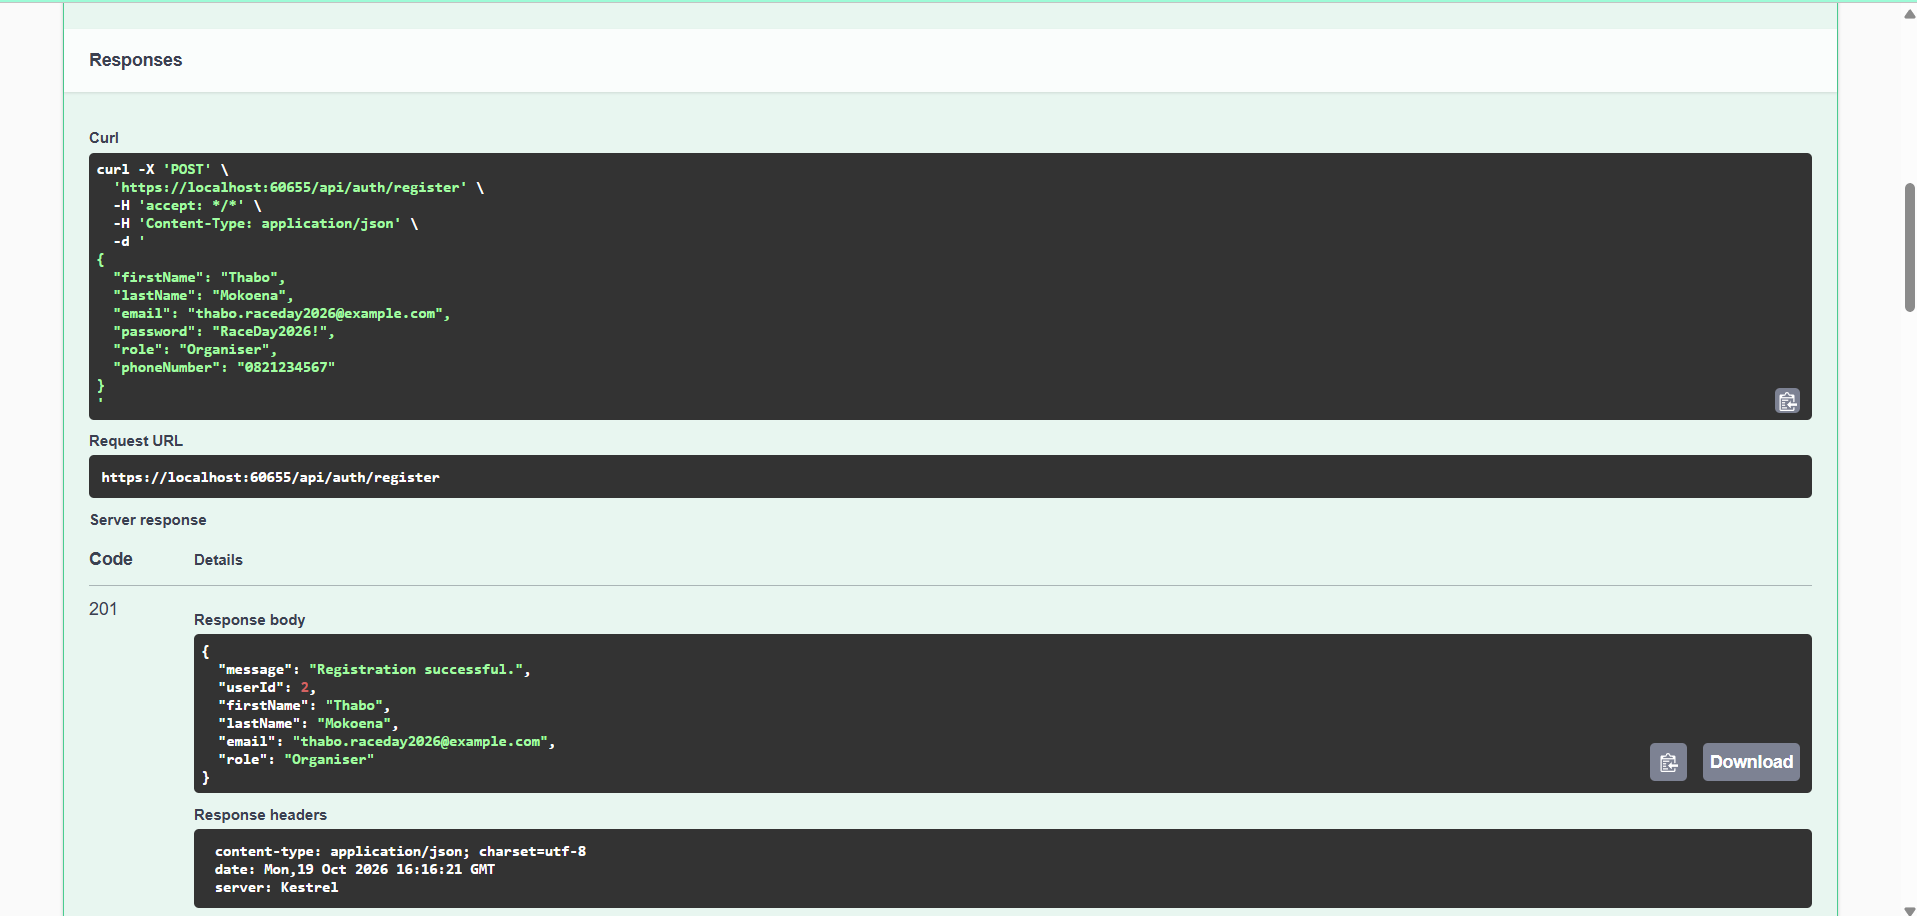 Responses
Curl
curl -X 'POST' \
  'https://localhost:60655/api/auth/register' \
  -H 'accept: */*' \
  -H 'Content-Type: application/json' \
  -d '
{
  "firstName": "Thabo",
  "lastName": "Mokoena",
  "email": "thabo.raceday2026@example.com",
  "password": "RaceDay2026!",
  "role": "Organiser",
  "phoneNumber": "0821234567"
}
'
Request URL
https://localhost:60655/api/auth/register
Server response
Code Details
201
Response body
{
  "message": "Registration successful.",
  "userId": 2,
  "firstName": "Thabo",
  "lastName": "Mokoena",
  "email": "thabo.raceday2026@example.com",
  "role": "Organiser"
}
Download
Response headers
content-type: application/json; charset=utf-8
date: Mon,19 Oct 2026 16:16:21 GMT
server: Kestrel